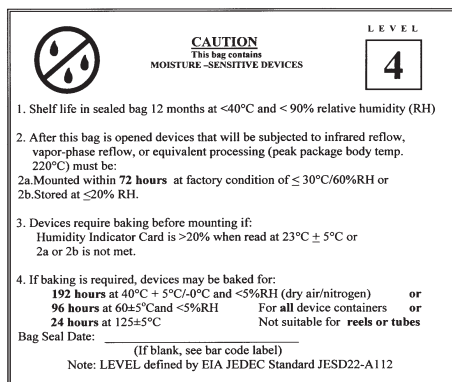 LEVEL
CAUTION
This bag contains
MOISTURE –SENSITIVE DEVICES
4
1. Shelf life in sealed bag 12 months at <40°C and < 90% relative humidity (RH)
2. After this bag is opened devices that will be subjected to infrared reflow,
vapor-phase reflow, or equivalent processing (peak package body temp.
220°C) must be:
2a.Mounted within 72 hours at factory condition of ≤ 30°C/60%RH or
2b.Stored at ≤20% RH.
3. Devices require baking before mounting if:
Humidity Indicator Card is >20% when read at 23°C ± 5°C or
2a or 2b is not met.
4. If baking is required, devices may be baked for:
192 hours at 40°C + 5°C/-0°C and <5%RH (dry air/nitrogen) or
96 hours at 60±5°Cand <5%RH For all device containers or
24 hours at 125±5°C Not suitable for reels or tubes
Bag Seal Date:
(If blank, see bar code label)
Note: LEVEL defined by EIA JEDEC Standard JESD22-A112